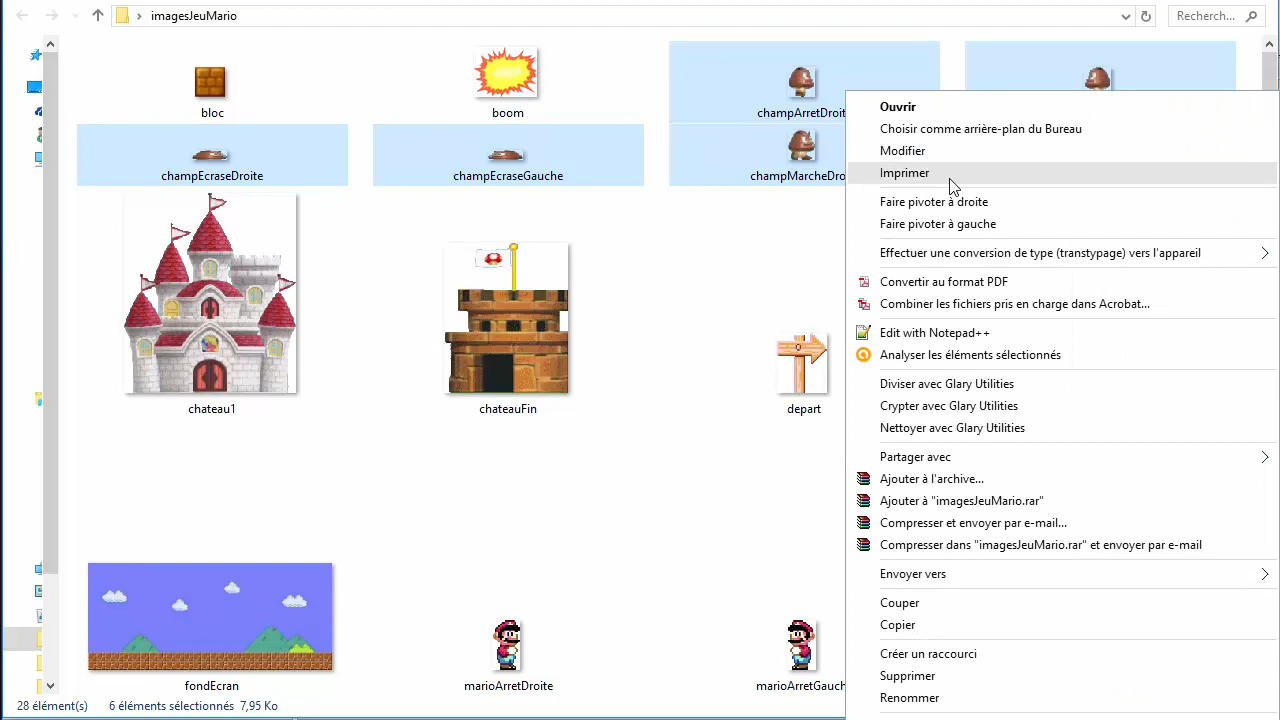 imagesJeuMario
Recherch...
bloc
boom
champArretDroit
champEcraseDroite
champEcraseGauche
champMarcheDro
chateau1
chateauFin
depart
fondEcran
marioArretDroite
marioArretGauch
28 élément(s)
6 éléments sélectionnés 7,95 Ko
Ouvrir
Choisir comme arrière-plan du Bureau
Modifier
Imprimer
Faire pivoter à droite
Faire pivoter à gauche
Effectuer une conversion de type (transtypage) vers l'appareil
Convertir au format PDF
Combiner les fichiers pris en charge dans Acrobat...
Edit with Notepad++
Analyser les éléments sélectionnés
Diviser avec Glary Utilities
Crypter avec Glary Utilities
Nettoyer avec Glary Utilities
Partager avec
Ajouter à l'archive...
Ajouter à "imagesJeuMario.rar"
Compresser et envoyer par e-mail...
Compresser dans "imagesJeuMario.rar" et envoyer par e-mail
Envoyer vers
Couper
Copier
Créer un raccourci
Supprimer
Renommer